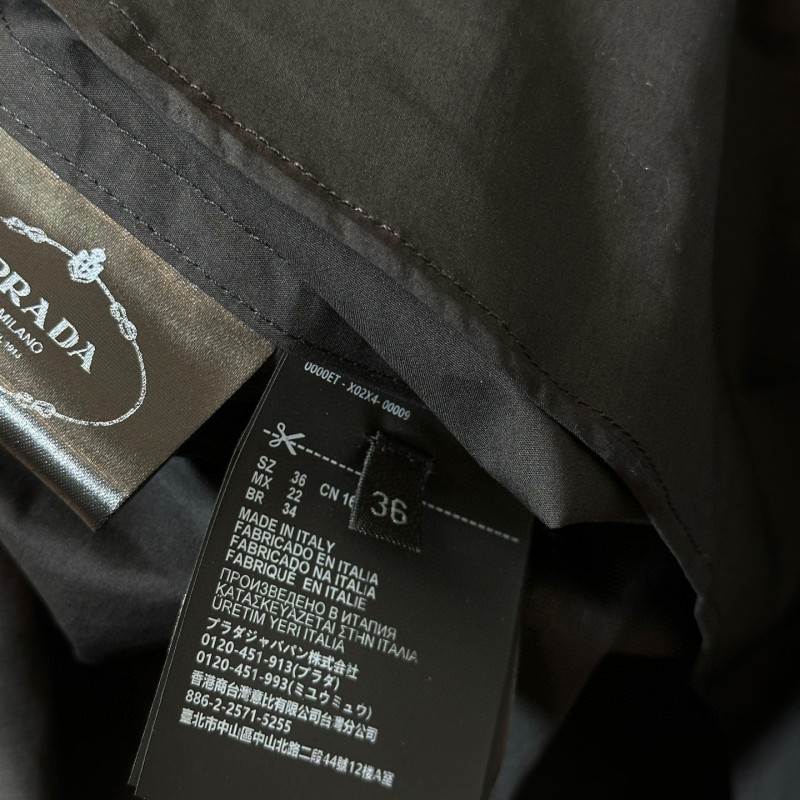 PRADA
MILANO
0000ET - X02X4- 00009
SZ 36
MX 22 CN 16
BR 34
36
MADE IN ITALY
FABRICADO EN ITALIA
FABRICADO NA ITALIA
FABRIQUÉ EN ITALIE
ПРОИЗВЕДЕНО В ИТАЛИЯ
ΚΑΤΑΣΚΕΥΑΖΕΤΑΙ ΣΤΗΝ ΙΤΑΛΙΑ
ÜRETIM YERI ITALIA
プラダジャパン株式会社
0120-451-913(プラダ)
0120-451-993(ミュウミュウ)
香港商台灣意比有限公司台灣分公司
886-2-2571-5255
臺北市中山區中山北路二段44號12樓A室